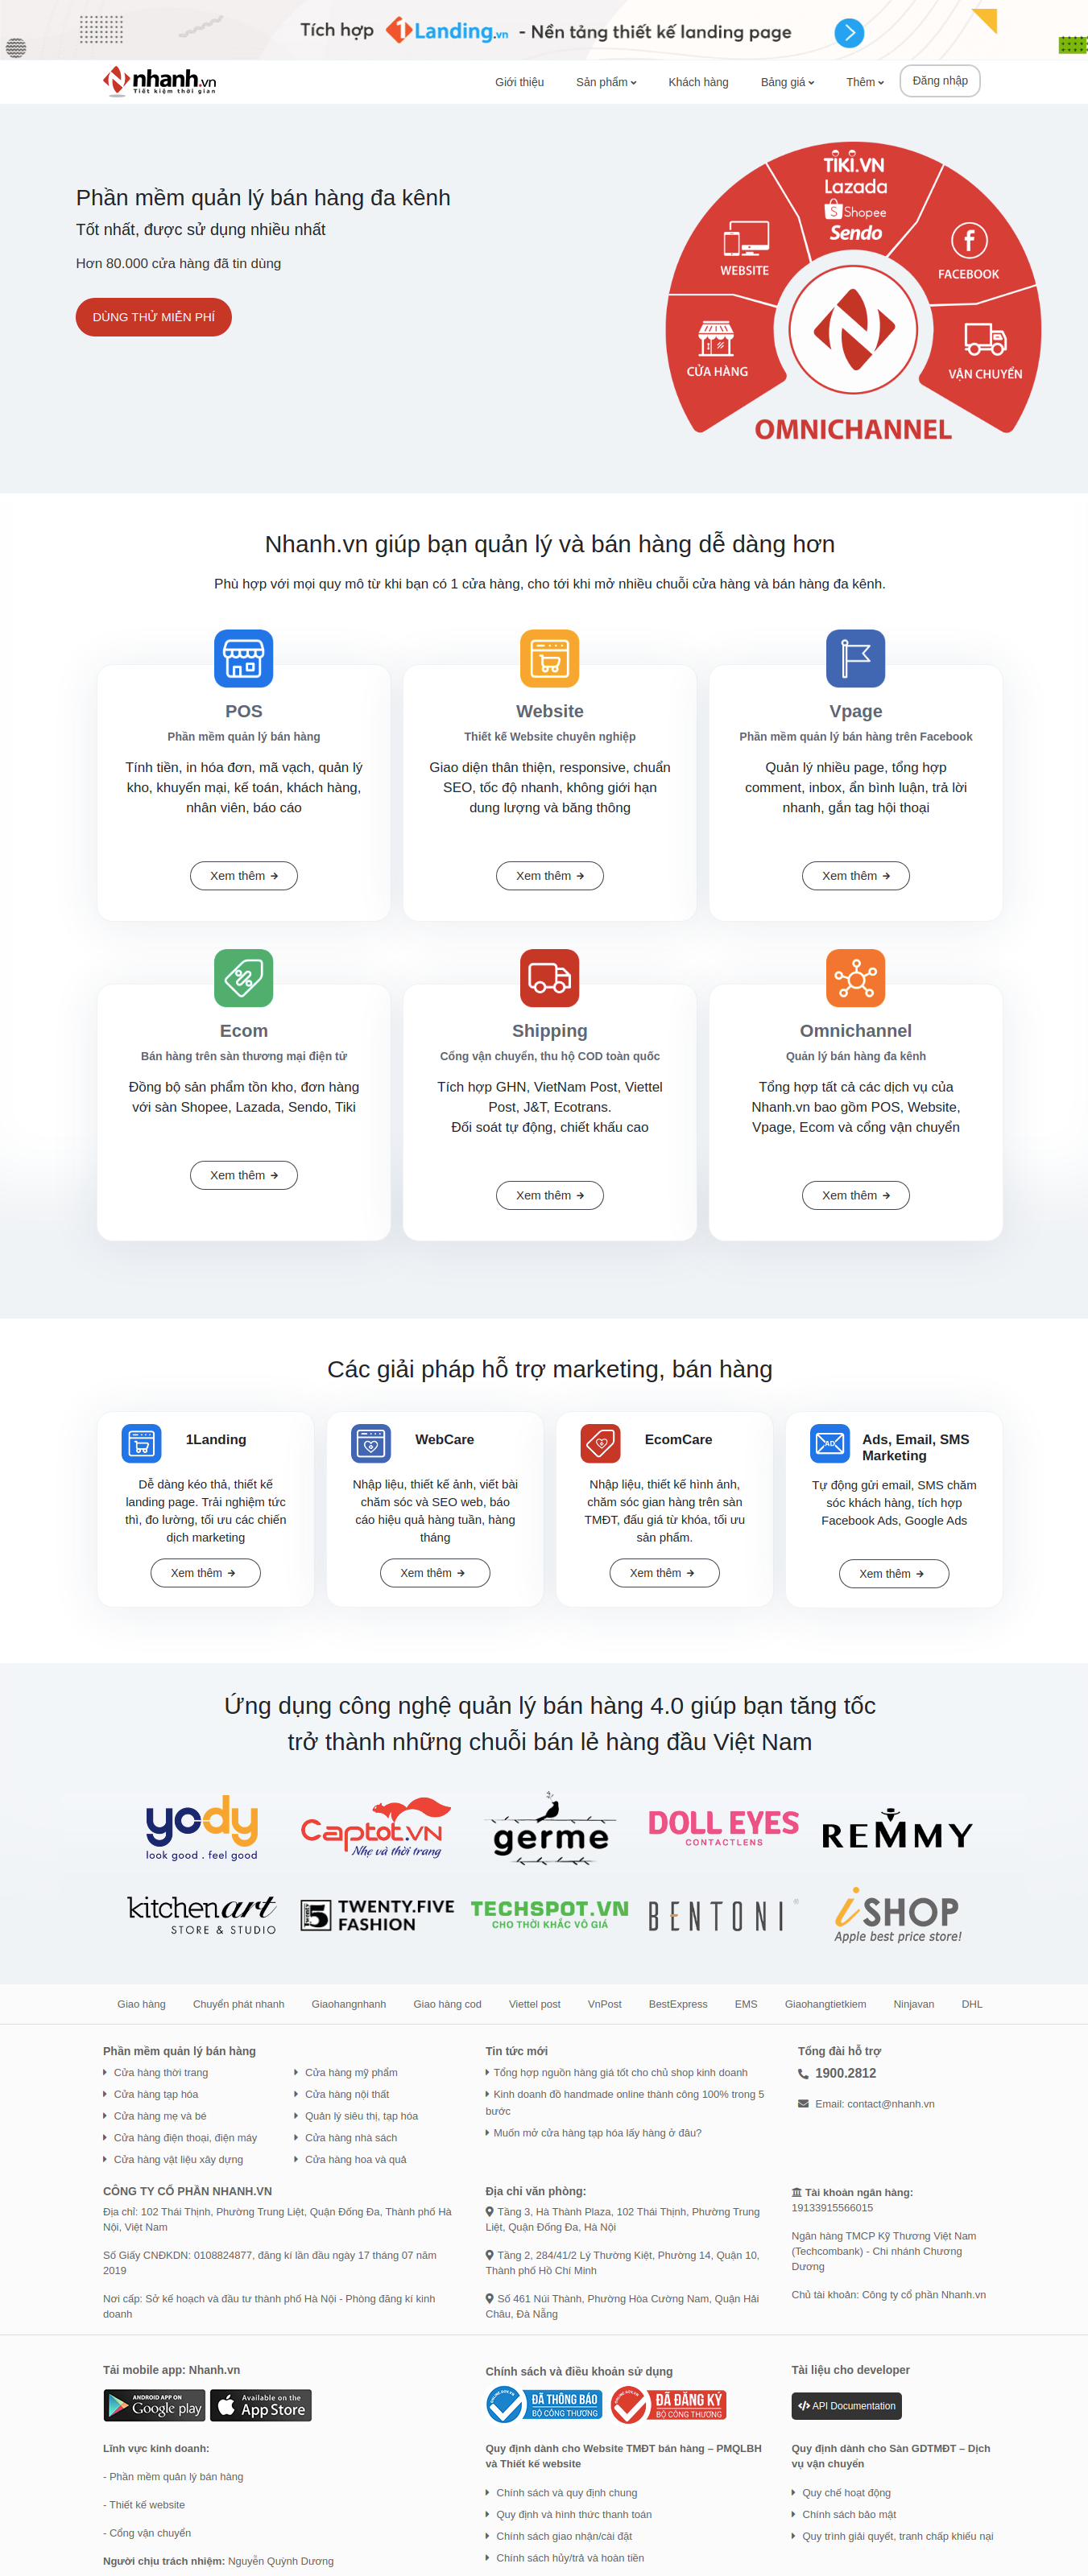 Tích hợp 1Landing.vn - Nền tảng thiết kế landing page
nhanh.vn
Tiết kiệm thời gian
Giới thiệu Sản phẩm Khách hàng Bảng giá Thêm Đăng nhập
Phần mềm quản lý bán hàng đa kênh
Tốt nhất, được sử dụng nhiều nhất
Hơn 80.000 cửa hàng đã tin dùng
DÙNG THỬ MIỄN PHÍ
TIKI.VN
Lazada
Shopee
Sendo
WEBSITE
FACEBOOK
CỬA HÀNG
VẬN CHUYỂN
OMNICHANNEL
Nhanh.vn giúp bạn quản lý và bán hàng dễ dàng hơn
Phù hợp với mọi quy mô từ khi bạn có 1 cửa hàng, cho tới khi mở nhiều chuỗi cửa hàng và bán hàng đa kênh.
POS
Phần mềm quản lý bán hàng
Tính tiền, in hóa đơn, mã vạch, quản lý
kho, khuyến mại, kế toán, khách hàng,
nhân viên, báo cáo
Xem thêm
Website
Thiết kế Website chuyên nghiệp
Giao diện thân thiện, responsive, chuẩn
SEO, tốc độ nhanh, không giới hạn
dung lượng và băng thông
Xem thêm
Vpage
Phần mềm quản lý bán hàng trên Facebook
Quản lý nhiều page, tổng hợp
comment, inbox, ẩn bình luận, trả lời
nhanh, gắn tag hội thoại
Xem thêm
Ecom
Bán hàng trên sàn thương mại điện tử
Đồng bộ sản phẩm tồn kho, đơn hàng
với sàn Shopee, Lazada, Sendo, Tiki
Xem thêm
Shipping
Cổng vận chuyển, thu hộ COD toàn quốc
Tích hợp GHN, VietNam Post, Viettel
Post, J&T, Ecotrans.
Đối soát tự động, chiết khấu cao
Xem thêm
Omnichannel
Quản lý bán hàng đa kênh
Tổng hợp tất cả các dịch vụ của
Nhanh.vn bao gồm POS, Website,
Vpage, Ecom và cổng vận chuyển
Xem thêm
Các giải pháp hỗ trợ marketing, bán hàng
1Landing
Dễ dàng kéo thả, thiết kế
landing page. Trải nghiệm tức
thì, đo lường, tối ưu các chiến
dịch marketing
Xem thêm
WebCare
Nhập liệu, thiết kế ảnh, viết bài
chăm sóc và SEO web, báo
cáo hiệu quả hàng tuần, hàng
tháng
Xem thêm
EcomCare
Nhập liệu, thiết kế hình ảnh,
chăm sóc gian hàng trên sàn
TMĐT, đấu giá từ khóa, tối ưu
sản phẩm.
Xem thêm
AD
Ads, Email, SMS
Marketing
Tự động gửi email, SMS chăm
sóc khách hàng, tích hợp
Facebook Ads, Google Ads
Xem thêm
Ứng dụng công nghệ quản lý bán hàng 4.0 giúp bạn tăng tốc
trở thành những chuỗi bán lẻ hàng đầu Việt Nam
yody
look good . feel good
Captot.VN
Nhẹ và thời trang
germe
DOLL EYES
CONTACTLENS
REMMY
kitchenart
STORE & STUDIO
5 TWENTY.FIVE
FASHION
TECHSPOT.VN
CHO THỜI KHẮC VÔ GIÁ
BENTONI ®
iSHOP
Apple best price store!
Giao hàng Chuyển phát nhanh Giaohangnhanh Giao hàng cod Viettel post VnPost BestExpress EMS Giaohangtietkiem Ninjavan DHL
Phần mềm quản lý bán hàng
Cửa hàng thời trang
Cửa hàng tạp hóa
Cửa hàng mẹ và bé
Cửa hàng điện thoại, điện máy
Cửa hàng vật liệu xây dựng
Cửa hàng mỹ phẩm
Cửa hàng nội thất
Quản lý siêu thị, tạp hóa
Cửa hàng nhà sách
Cửa hàng hoa và quả
Tin tức mới
Tổng hợp nguồn hàng giá tốt cho chủ shop kinh doanh
Kinh doanh đồ handmade online thành công 100% trong 5
bước
Muốn mở cửa hàng tạp hóa lấy hàng ở đâu?
Tổng đài hỗ trợ
1900.2812
Email: contact@nhanh.vn
CÔNG TY CỔ PHẦN NHANH.VN
Địa chỉ: 102 Thái Thịnh, Phường Trung Liệt, Quận Đống Đa, Thành phố Hà
Nội, Việt Nam
Số Giấy CNĐKDN: 0108824877, đăng kí lần đầu ngày 17 tháng 07 năm
2019
Nơi cấp: Sở kế hoạch và đầu tư thành phố Hà Nội - Phòng đăng kí kinh
doanh
Địa chỉ văn phòng:
Tầng 3, Hà Thành Plaza, 102 Thái Thịnh, Phường Trung
Liệt, Quận Đống Đa, Hà Nội
Tầng 2, 284/41/2 Lý Thường Kiệt, Phường 14, Quận 10,
Thành phố Hồ Chí Minh
Số 461 Núi Thành, Phường Hòa Cường Nam, Quận Hải
Châu, Đà Nẵng
Tài khoản ngân hàng:
19133915566015
Ngân hàng TMCP Kỹ Thương Việt Nam
(Techcombank) - Chi nhánh Chương
Dương
Chủ tài khoản: Công ty cổ phần Nhanh.vn
Tải mobile app: Nhanh.vn
ANDROID APP ON
Google play
Available on the
App Store
Lĩnh vực kinh doanh:
- Phần mềm quản lý bán hàng
- Thiết kế website
- Cổng vận chuyển
Người chịu trách nhiệm: Nguyễn Quỳnh Dương
Chính sách và điều khoản sử dụng
ĐÃ THÔNG BÁO
BỘ CÔNG THƯƠNG
ĐÃ ĐĂNG KÝ
BỘ CÔNG THƯƠNG
Quy định dành cho Website TMĐT bán hàng – PMQLBH
và Thiết kế website
Chính sách và quy định chung
Quy định và hình thức thanh toán
Chính sách giao nhận/cài đặt
Chính sách hủy/trả và hoàn tiền
Tài liệu cho developer
API Documentation
Quy định dành cho Sàn GDTMĐT – Dịch
vụ vận chuyển
Quy chế hoạt động
Chính sách bảo mật
Quy trình giải quyết, tranh chấp khiếu nại